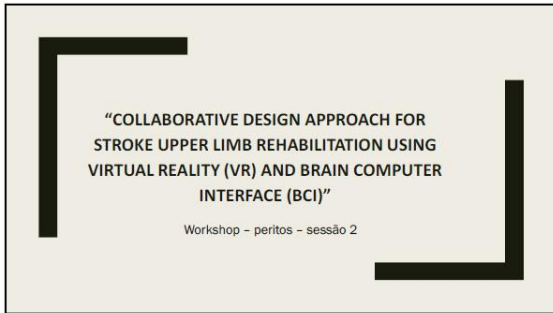 “COLLABORATIVE DESIGN APPROACH FOR
STROKE UPPER LIMB REHABILITATION USING
VIRTUAL REALITY (VR) AND BRAIN COMPUTER
INTERFACE (BCI)”
Workshop – peritos – sessão 2